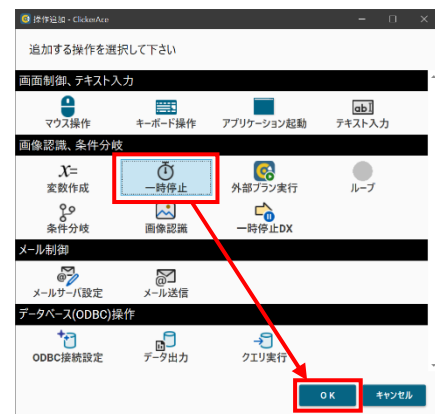 操作追加 - ClickerAce
追加する操作を選択して下さい
画面制御、テキスト入力
マウス操作 キーボード操作 アプリケーション起動 テキスト入力
画像認識、条件分岐
変数作成 一時停止 外部プラン実行 ループ
条件分岐 画像認識 一時停止DX
メール制御
メールサーバ設定 メール送信
データベース(ODBC)操作
ODBC接続設定 データ出力 クエリ実行
OK キャンセル